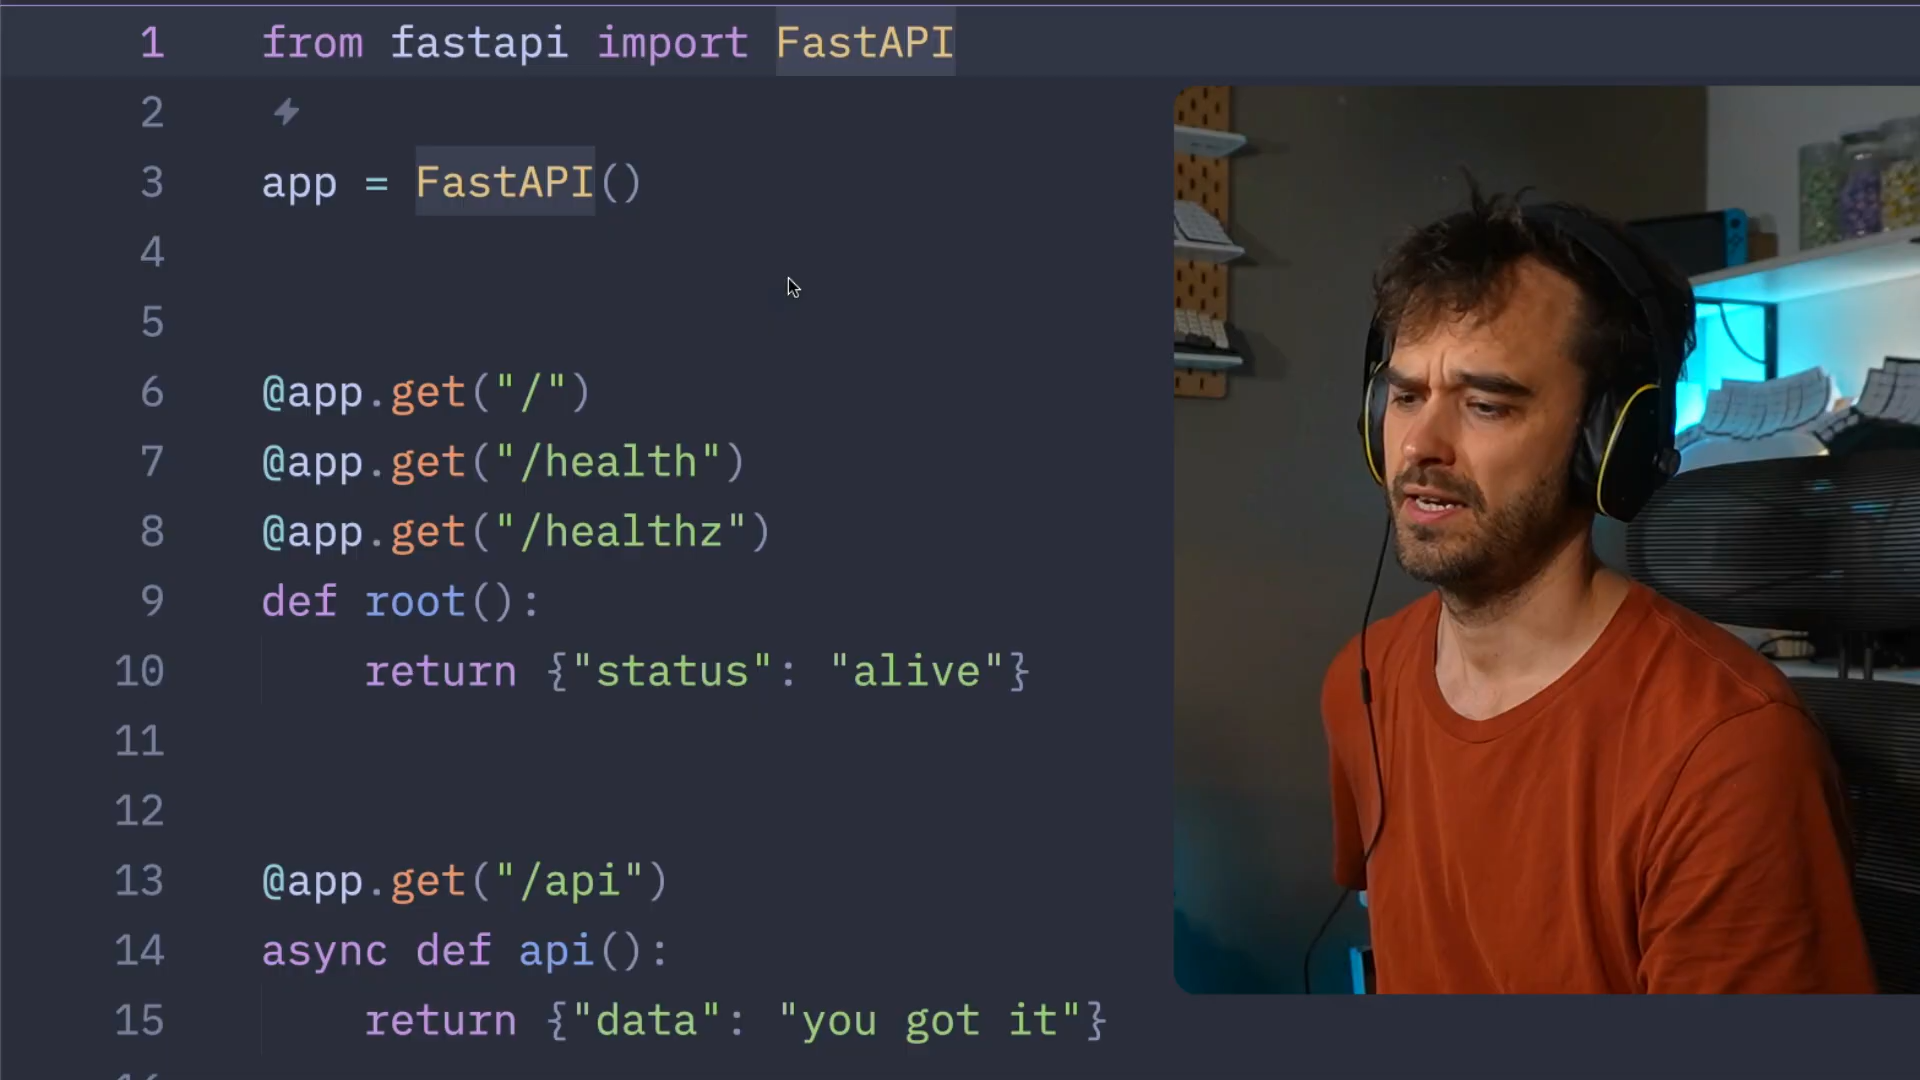 1 from fastapi import FastAPI
2
3 app = FastAPI()
4
5
6 @app.get("/")
7 @app.get("/health")
8 @app.get("/healthz")
9 def root():
10 return {"status": "alive"}
11
12
13 @app.get("/api")
14 async def api():
15 return {"data": "you got it"}